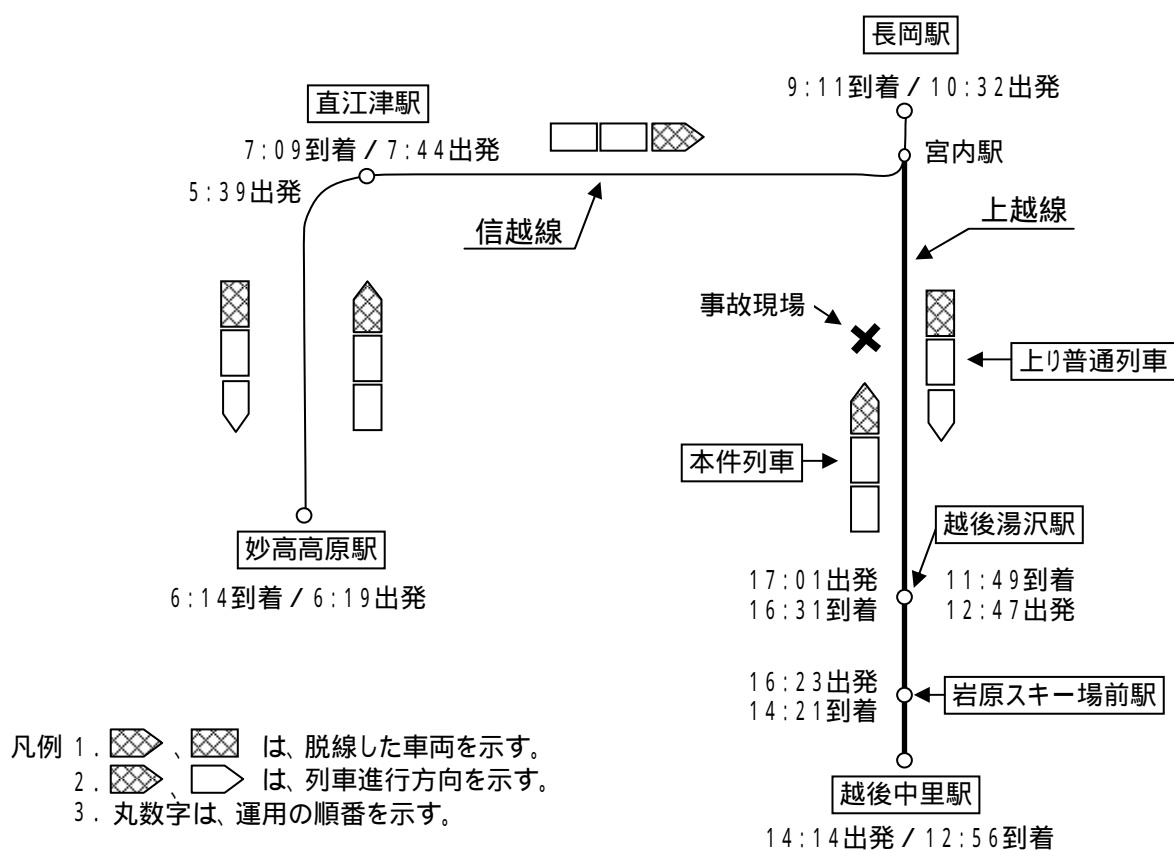 長岡駅
9:11到着 / 10:32出発
直江津駅
7:09到着 / 7:44出発
5:39出発
宮内駅
信越線
上越線
事故現場
上り普通列車
本件列車
妙高高原駅
6:14到着 / 6:19出発
越後湯沢駅
17:01出発
16:31到着
11:49到着
12:47出発
16:23出発
14:21到着
岩原スキー場前駅
越後中里駅
14:14出発 / 12:56到着
凡例 1. 、 は、脱線した車両を示す。
2. 、 は、列車進行方向を示す。
3. 丸数字は、運用の順番を示す。